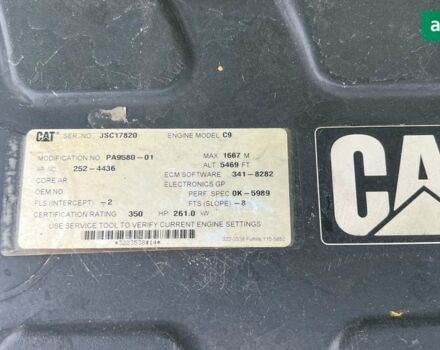 a
CAT SER. NO. JSC17820 ENGINE MODEL C9
MODIFICATION NO. PA9580-01 MAX 1667 M
NO. 252-4436 ALT 5469 FT
CORE AR ECM SOFTWARE 341-8282
OEM NO. ELECTRONICS GP
FLS (INTERCEPT) -2 PERF. SPEC 0K-5989
FTS (SLOPE) -8
CERTIFICATION RATING 350 HP 261.0 kW
USE SERVICE TOOL TO VERIFY CURRENT ENGINE SETTINGS
CA